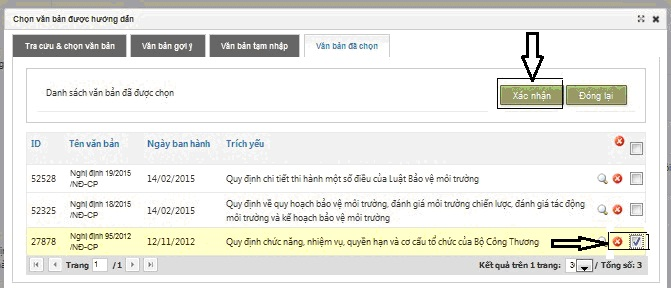 Chọn văn bản được hướng dẫn
Tra cứu & chọn văn bản Văn bản gợi ý Văn bản tạm nhập Văn bản đã chọn
Danh sách văn bản đã được chọn Xác nhận Đóng lại
ID Tên văn bản Ngày ban hành Trích yếu
52528 Nghị định 19/2015 /NĐ-CP 14/02/2015 Quy định chi tiết thi hành một số điều của Luật Bảo vệ môi trường
52325 Nghị định 18/2015 /NĐ-CP 14/02/2015 Quy định về quy hoạch bảo vệ môi trường, đánh giá môi trường chiến lược, đánh giá tác động
môi trường và kế hoạch bảo vệ môi trường
27878 Nghị định 95/2012 /NĐ-CP 12/11/2012 Quy định chức năng, nhiệm vụ, quyền hạn và cơ cấu tổ chức của Bộ Công Thương
Trang 1 /1 Kết quả trên 1 trang: / Tổng số: 3